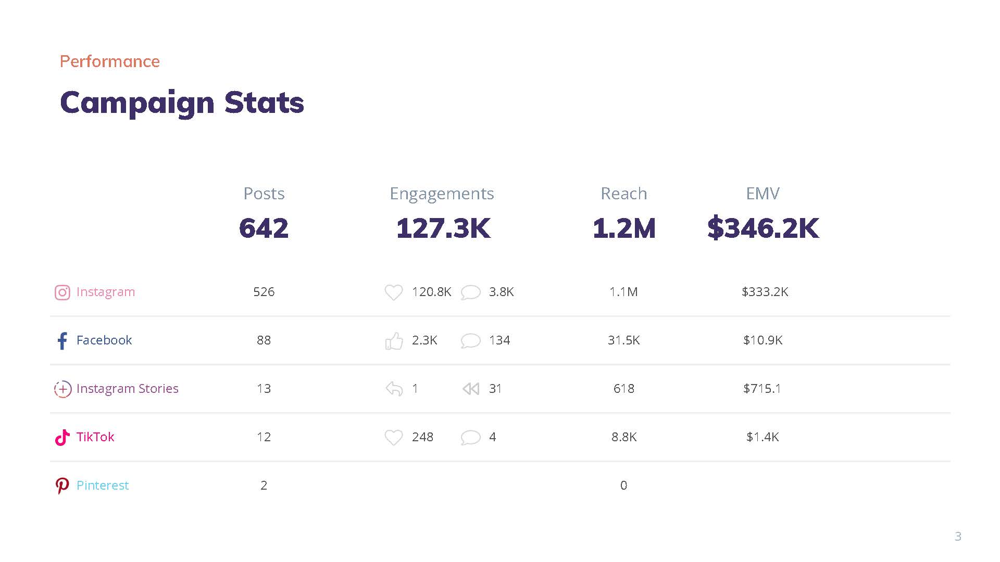 Performance
Campaign Stats
Posts Engagements Reach EMV
642 127.3K 1.2M $346.2K
Instagram 526 120.8K 3.8K 1.1M $333.2K
Facebook 88 2.3K 134 31.5K $10.9K
Instagram Stories 13 1 31 618 $715.1
TikTok 12 248 4 8.8K $1.4K
Pinterest 2 0
3